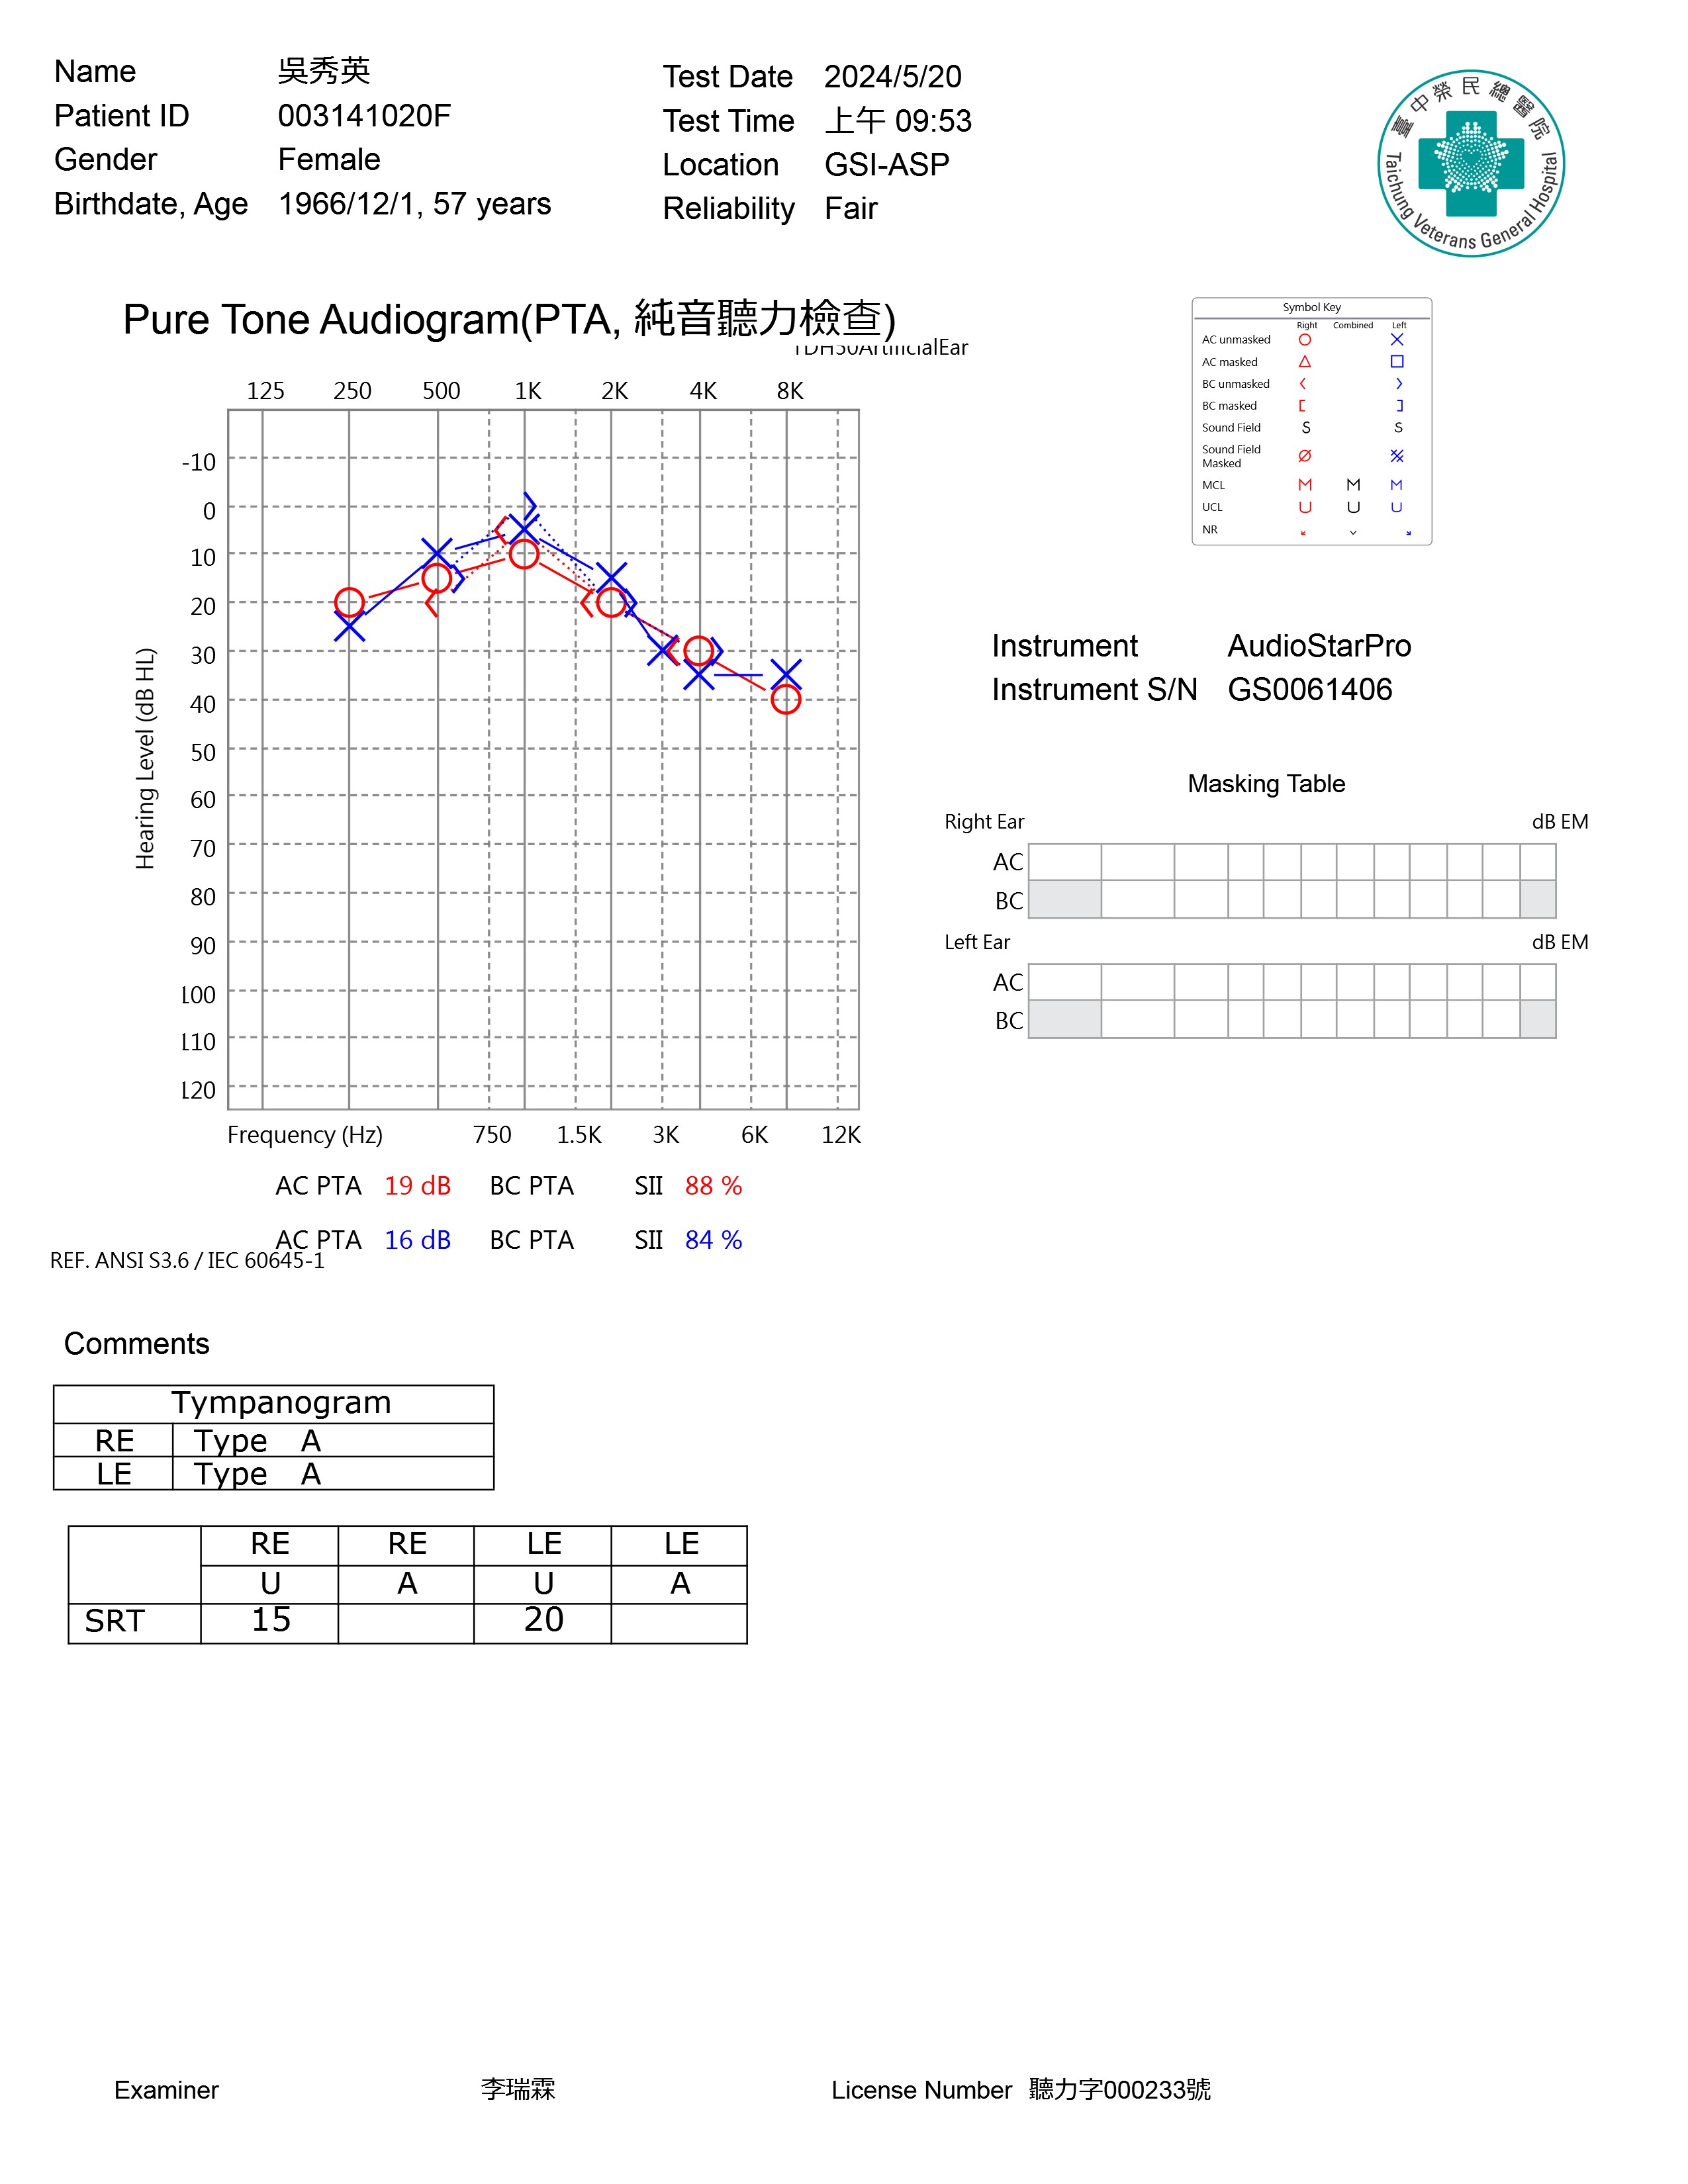 Name 吳秀英
Patient ID 003141020F
Gender Female
Birthdate, Age 1966/12/1, 57 years
Test Date 2024/5/20
Test Time 上午 09:53
Location GSI-ASP
Reliability Fair
臺中榮民總醫院
Taichung Veterans General Hospital
Pure Tone Audiogram(PTA, 純音聽力檢查)
TDH50ArtificialEar
125 250 500 1K 2K 4K 8K
-10
0
10
20
30
40
50
60
70
80
90
100
110
120
Hearing Level (dB HL)
Frequency (Hz) 750 1.5K 3K 6K 12K
AC PTA 19 dB BC PTA SII 88 %
AC PTA 16 dB BC PTA SII 84 %
REF. ANSI S3.6 / IEC 60645-1
Symbol Key
Right Combined Left
AC unmasked
AC masked
BC unmasked
BC masked
Sound Field S S
Sound Field
Masked
MCL M M M
UCL U U U
NR
Instrument AudioStarPro
Instrument S/N GS0061406
Masking Table
Right Ear dB EM
AC
BC
Left Ear dB EM
AC
BC
Comments
Tympanogram
RE Type A
LE Type A
RE RE LE LE
U A U A
SRT 15 20
Examiner 李瑞霖 License Number 聽力字000233號